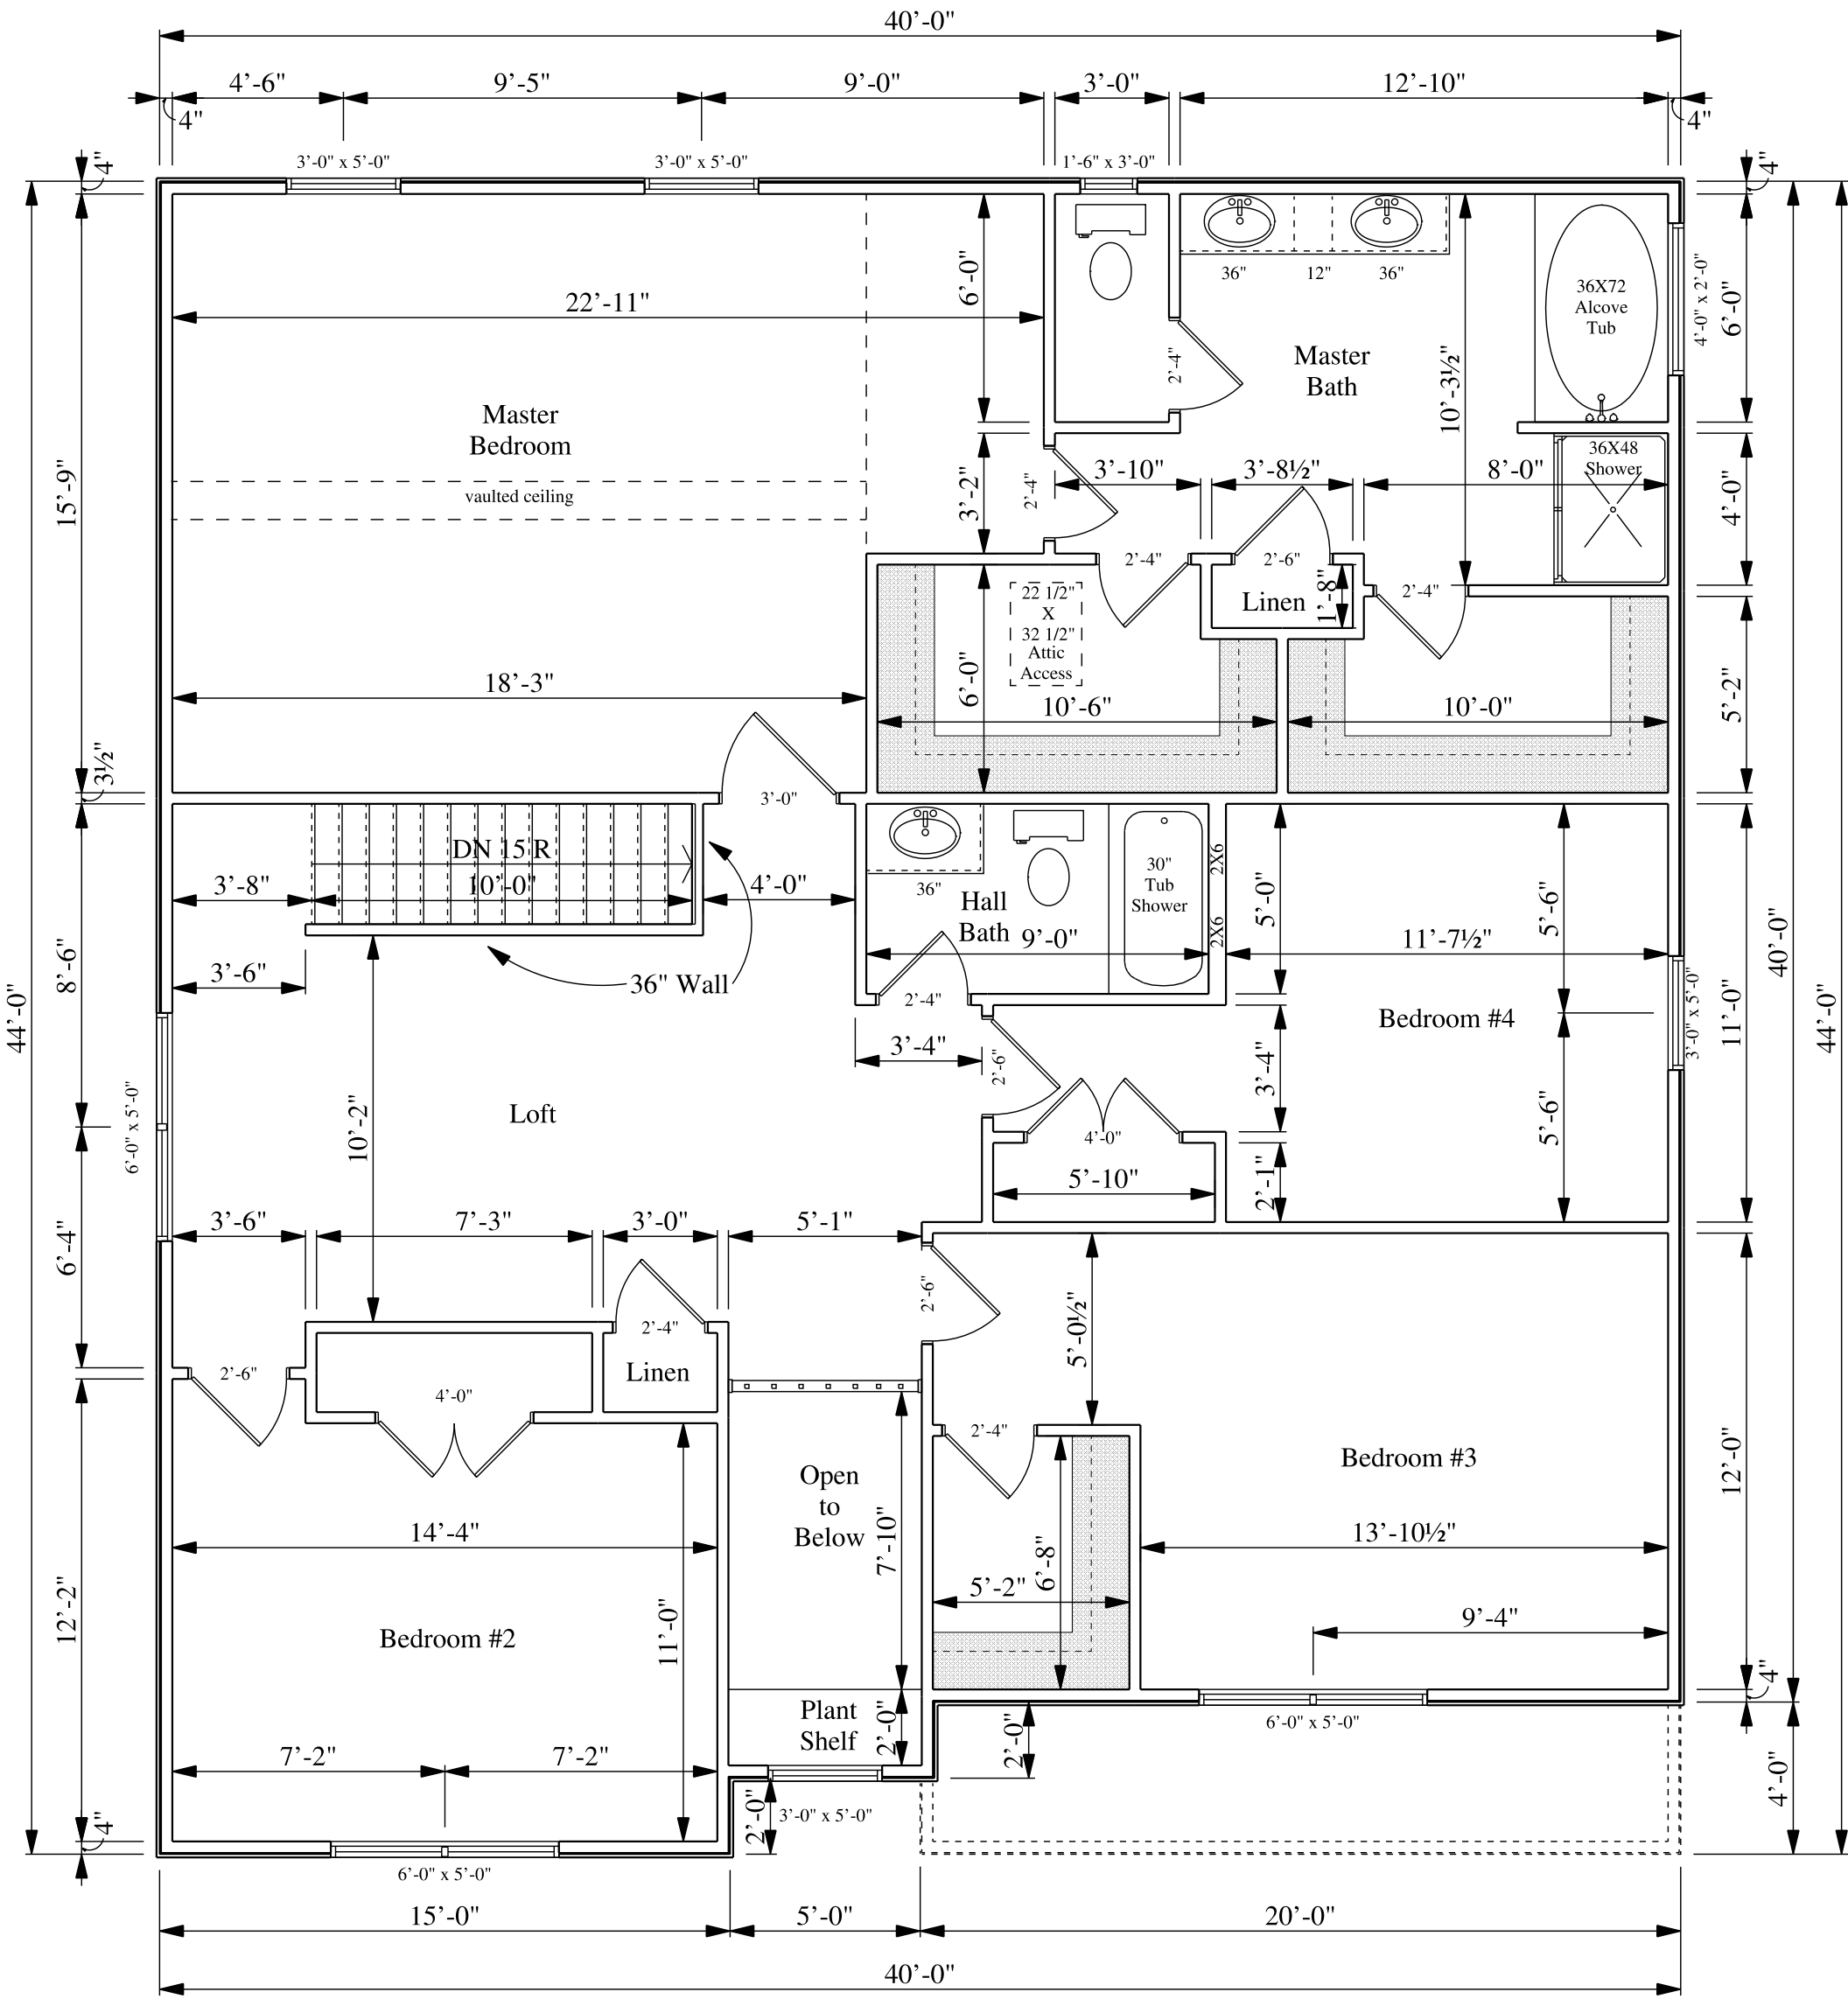 40'-0"
4'-6"
9'-5"
9'-0"
3'-0"
12'-10"
4"
4"
3'-0" x 5'-0"
3'-0" x 5'-0"
1'-6" x 3'-0"
4"
4"
36"
12"
36"
6'-0"
22'-11"
36X72
Alcove
Tub
4'-0" x 2'-0"
6'-0"
2'-4"
Master
Bath
10'-3½"
Master
Bedroom
15'-9"
vaulted ceiling
3'-2"
2'-4"
3'-10"
3'-8½"
8'-0"
36X48
Shower
4'-0"
2'-4"
2'-6"
1'-8"
Linen
2'-4"
22 1/2"
X
32 1/2"
Attic
Access
18'-3"
6'-0"
10'-6"
10'-0"
5'-2"
3½"
3'-0"
DN 15 R
10'-0"
3'-8"
4'-0"
36"
Hall
Bath
9'-0"
30"
Tub
Shower
2X6
2X6
5'-0"
5'-6"
11'-7½"
8'-6"
3'-6"
36" Wall
2'-4"
44'-0"
3'-4"
2'-6"
Bedroom #4
3'-0" x 5'-0"
11'-0"
40'-0"
44'-0"
6'-0" x 5'-0"
10'-2"
Loft
3'-4"
4'-0"
5'-6"
5'-10"
2'-1"
6'-4"
3'-6"
7'-3"
3'-0"
5'-1"
2'-6"
5'-0½"
2'-4"
Linen
2'-6"
4'-0"
2'-4"
Bedroom #3
12'-0"
Open
to
Below
7'-10"
14'-4"
13'-10½"
6'-8"
5'-2"
12'-2"
Bedroom #2
11'-0"
9'-4"
4"
Plant
Shelf
2'-0"
2'-0"
6'-0" x 5'-0"
7'-2"
7'-2"
4'-0"
2'-0"
3'-0" x 5'-0"
4"
6'-0" x 5'-0"
15'-0"
5'-0"
20'-0"
40'-0"